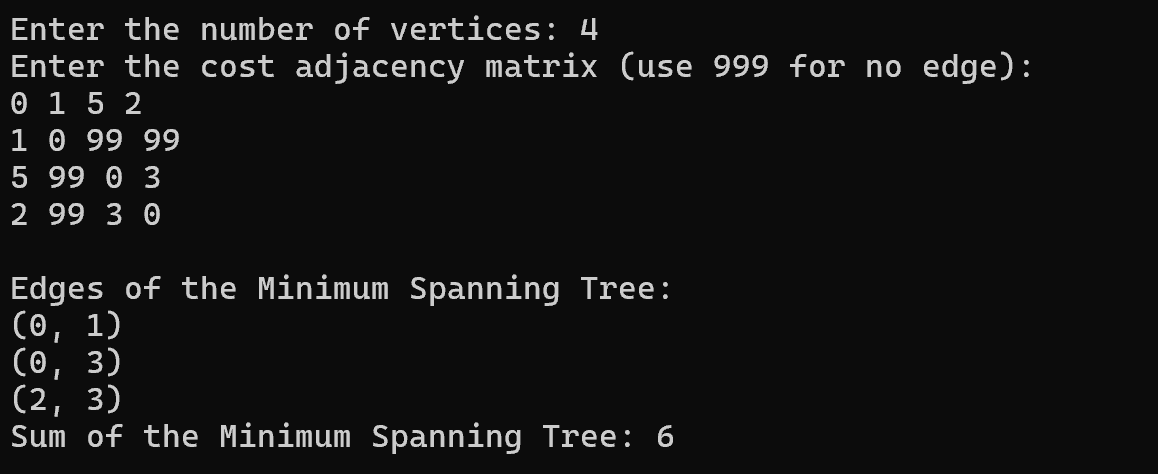 Enter the number of vertices: 4
Enter the cost adjacency matrix (use 999 for no edge):
0 1 5 2
1 0 99 99
5 99 0 3
2 99 3 0
Edges of the Minimum Spanning Tree:
(0, 1)
(0, 3)
(2, 3)
Sum of the Minimum Spanning Tree: 6